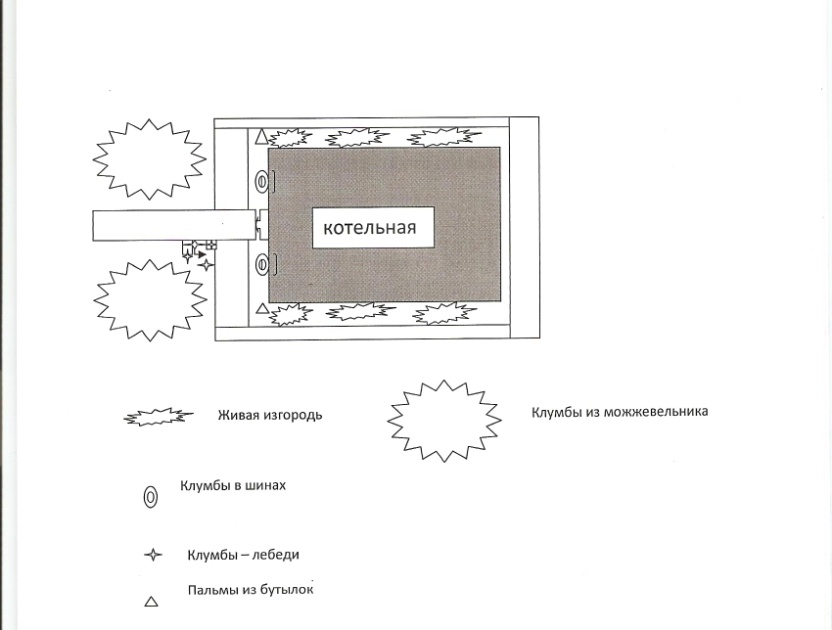 котельная
Живая изгородь
Клумбы из можжевельника
Клумбы в шинах
Клумбы – лебеди
Пальмы из бутылок